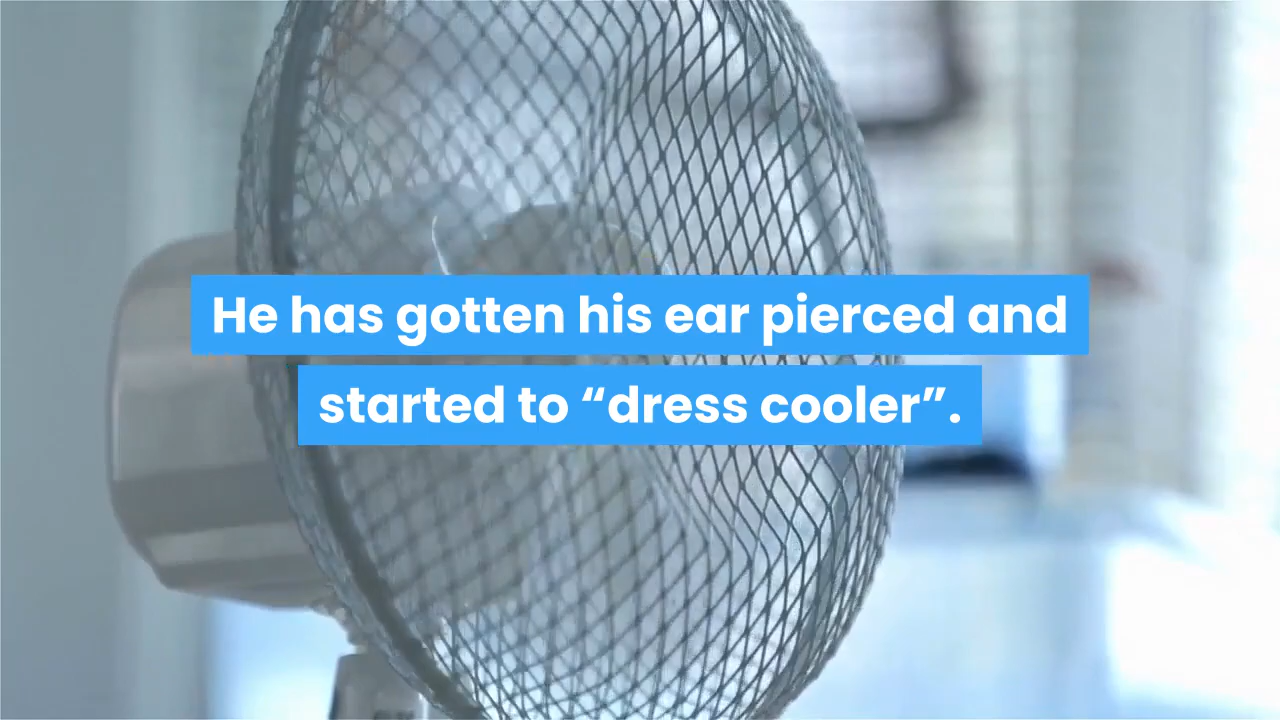 He has gotten his ear pierced and
started to “dress cooler”.